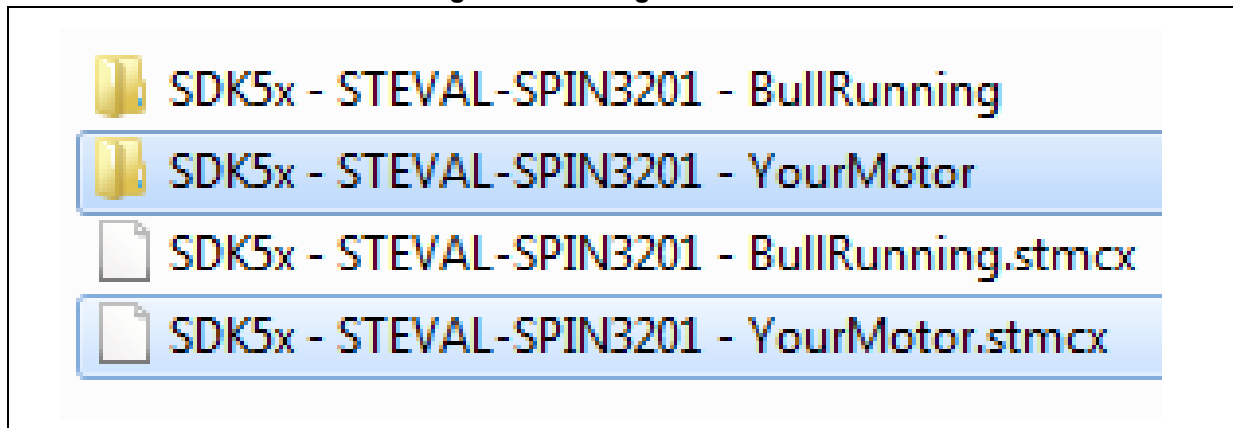 SDK5x - STEVAL-SPIN3201 - BullRunning
SDK5x - STEVAL-SPIN3201 - YourMotor
SDK5x - STEVAL-SPIN3201 - BullRunning.stmcx
SDK5x - STEVAL-SPIN3201 - YourMotor.stmcx